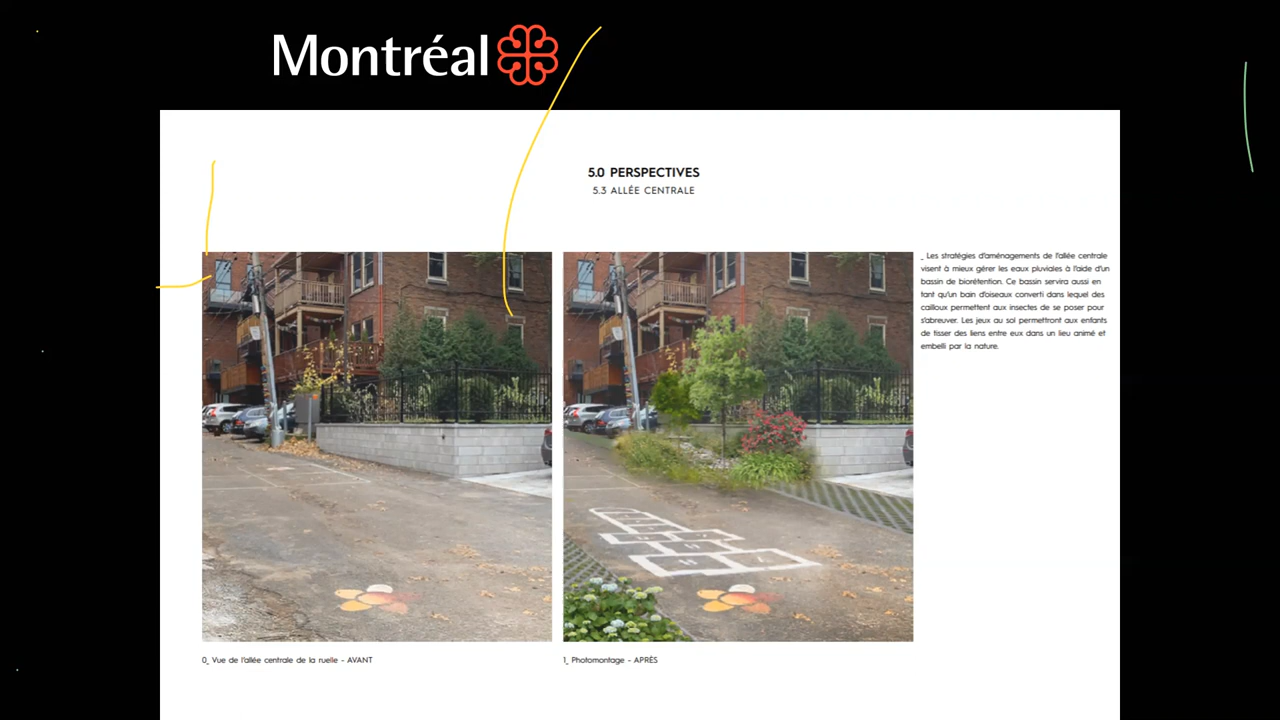 Montréal
5.0 PERSPECTIVES
5.3 ALLÉE CENTRALE
_ Les stratégies d'aménagements de l'allée centrale
visent à mieux gérer les eaux pluviales à l'aide d'un
bassin de biorétention. Ce bassin servira aussi en
tant qu'un bain d'oiseaux converti dans lequel des
cailloux permettent aux insectes de se poser pour
s'abreuver. Les jeux au sol permettront aux enfants
de tisser des liens entre eux dans un lieu animé et
embelli par la nature.
0_ Vue de l'allée centrale de la ruelle - AVANT
1_ Photomontage - APRÈS